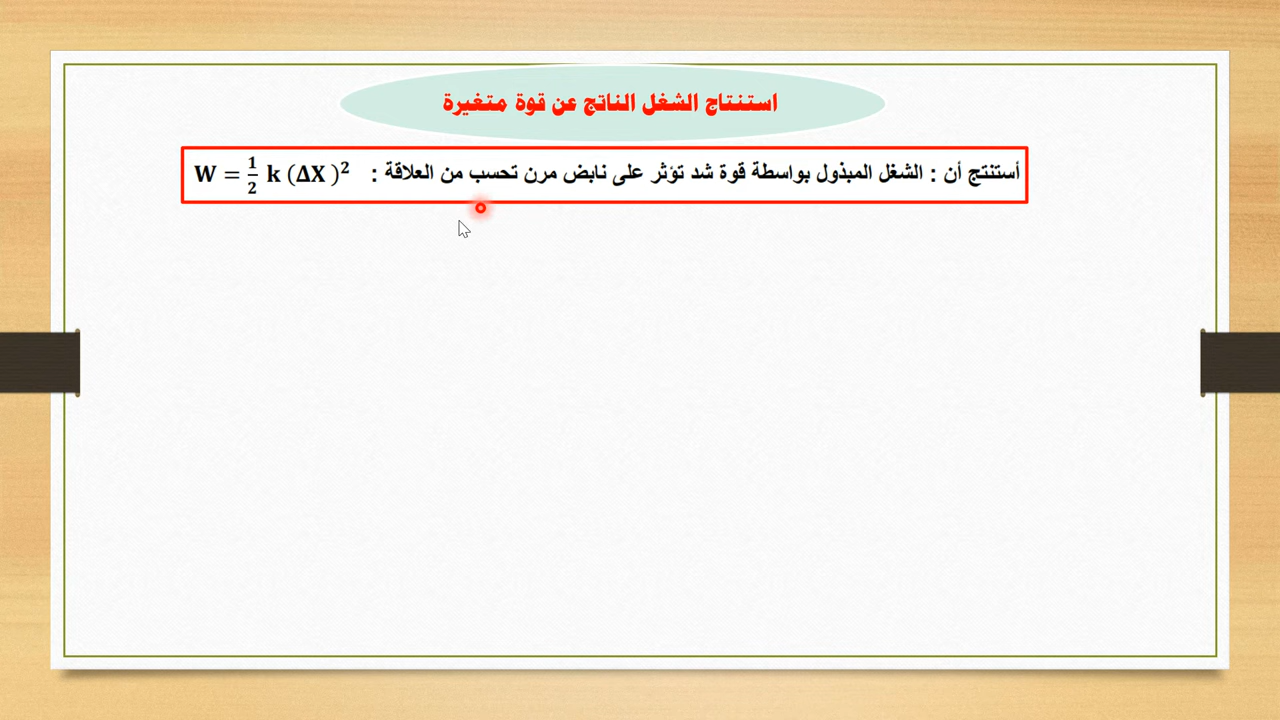 استنتاج الشغل الناتج عن قوة متغيرة
أستنتج أن : الشغل المبذول بواسطة قوة شد تؤثر على نابض مرن تحسب من العلاقة : W = 1/2 k (ΔX )²